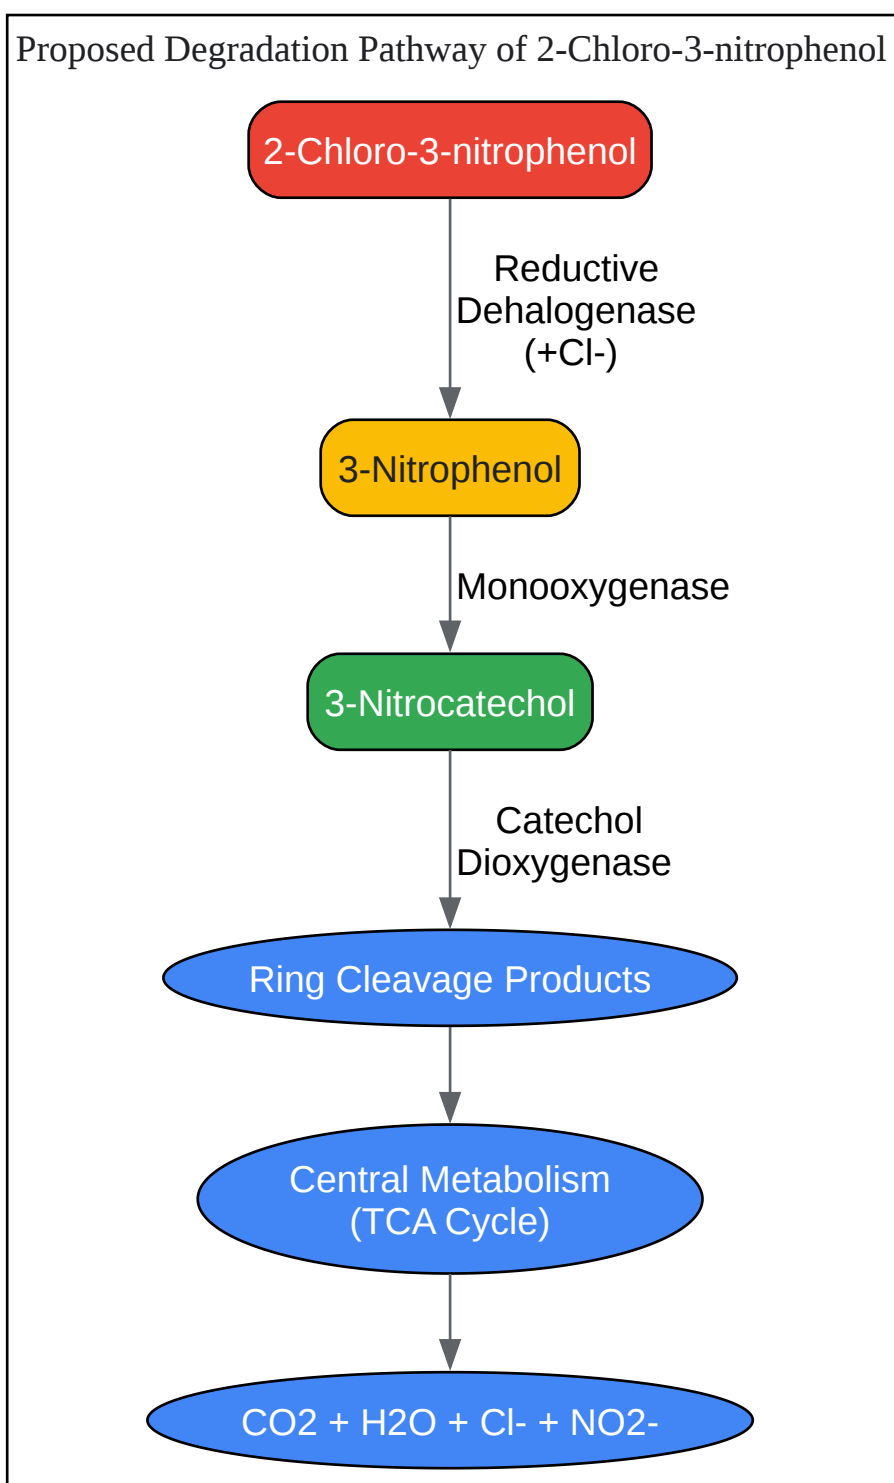 Proposed Degradation Pathway of 2-Chloro-3-nitrophenol
2-Chloro-3-nitrophenol
Reductive
Dehalogenase
(+Cl-)
3-Nitrophenol
Monooxygenase
3-Nitrocatechol
Catechol
Dioxygenase
Ring Cleavage Products
Central Metabolism
(TCA Cycle)
CO2 + H2O + Cl- + NO2-